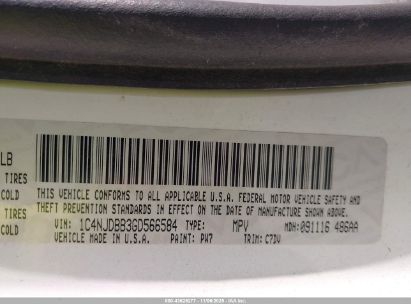 LB
TIRES
COLD
TIRES
COLD
THIS VEHICLE CONFORMS TO ALL APPLICABLE U.S.A. FEDERAL MOTOR VEHICLE SAFETY AND
THEFT PREVENTION STANDARDS IN EFFECT ON THE DATE OF MANUFACTURE SHOWN ABOVE.
VIN: 1C4NJDBB3GD566584 TYPE: MPV MDH: 091116 486AA
VEHICLE MADE IN U.S.A. PAINT: PW7 TRIM: C7DV